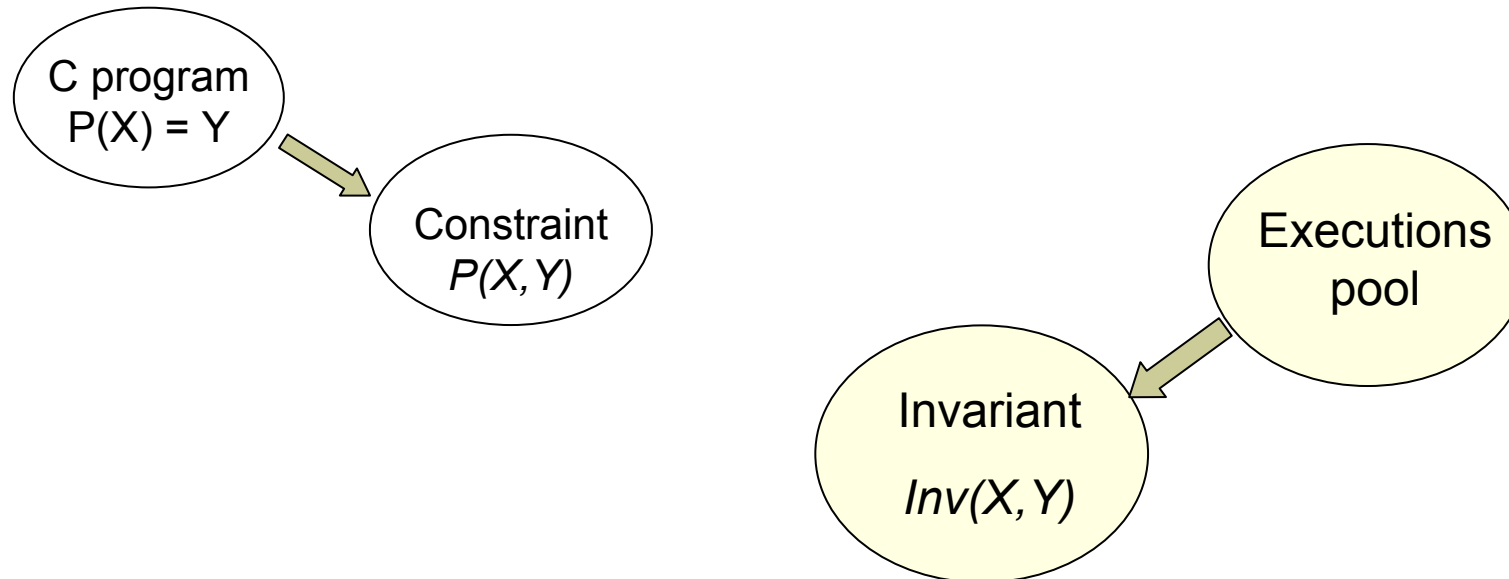 C program
P(X) = Y
Constraint
P(X,Y)
Executions
pool
Invariant
Inv(X,Y)